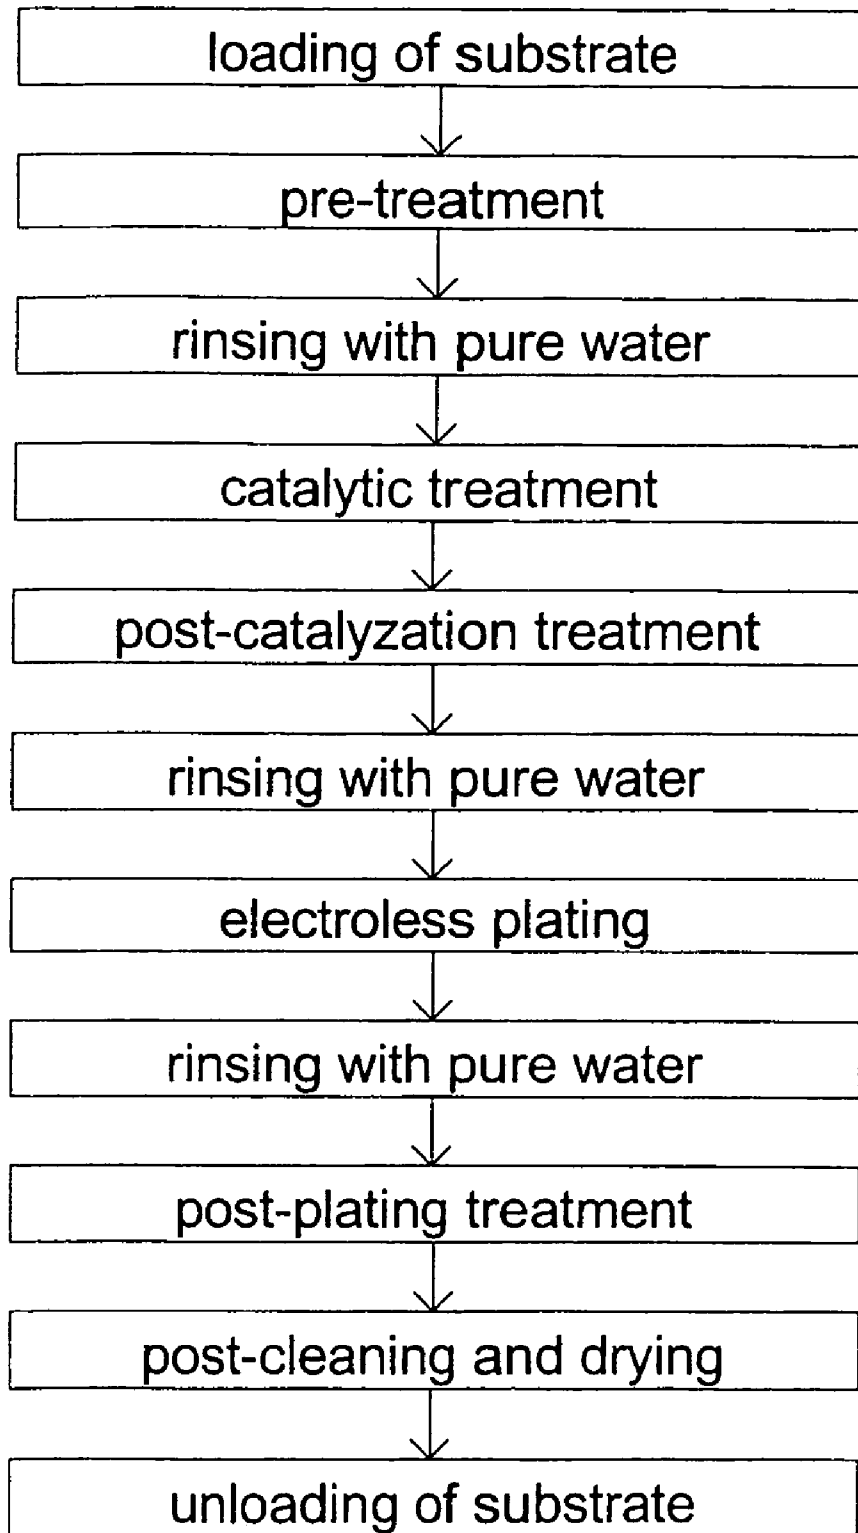 loading of substrate
pre-treatment
rinsing with pure water
catalytic treatment
post-catalyzation treatment
rinsing with pure water
electroless plating
rinsing with pure water
post-plating treatment
post-cleaning and drying
unloading of substrate